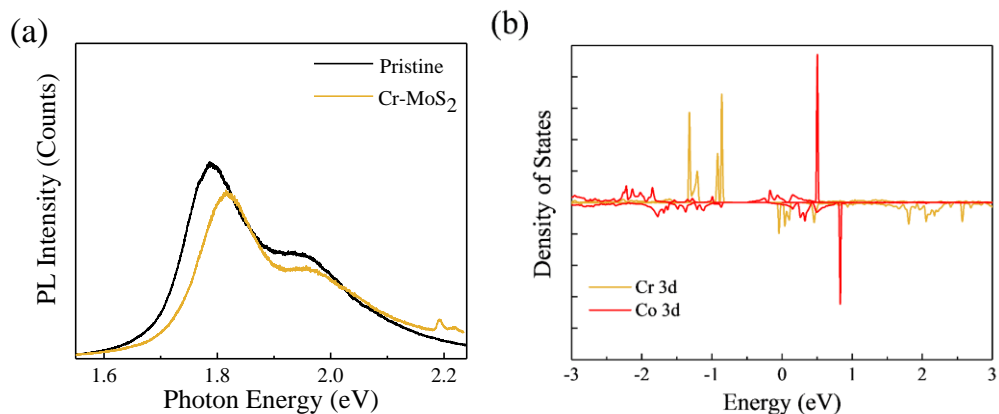 (a)
PL Intensity (Counts)
Pristine
Cr-MoS2
1.6
1.8
2.0
2.2
Photon Energy (eV)
(b)
Density of States
Cr 3d
Co 3d
-3
-2
-1
0
1
2
3
Energy (eV)